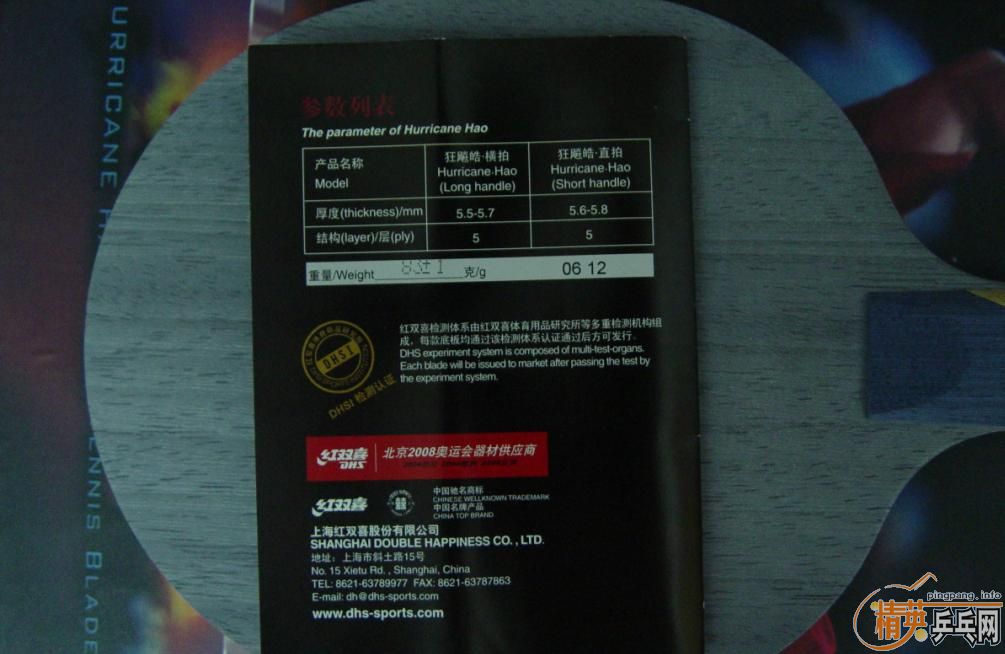 URRICANE H
ENNIS BLADE
参数列表
The parameter of Hurricane Hao
产品名称
Model
狂飚皓·横拍
Hurricane·Hao
(Long handle)
狂飚皓·直拍
Hurricane·Hao
(Short handle)
厚度(thickness)/mm 5.5-5.7 5.6-5.8
结构(layer)/层(ply) 5 5
重量/Weight 83±1 克/g 06 12
DHSI
DHSI 检测认证
红双喜检测体系由红双喜体育用品研究所等多重检测机构组
成，每款底板均通过该检测体系认证通过后方可发行。
DHS experiment system is composed of multi-test-organs.
Each blade will be issued to market after passing the test by
the experiment system.
红双喜
DHS
北京2008奥运会器材供应商
红双喜
中国驰名商标
CHINESE WELLKNOWN TRADEMARK
中国名牌产品
CHINA TOP BRAND
上海红双喜股份有限公司
SHANGHAI DOUBLE HAPPINESS CO. , LTD.
地址：上海市斜土路15号
No. 15 Xietu Rd. , Shanghai, China
TEL: 8621-63789977 FAX: 8621-63787863
E-mail: dh@dhs-sports.com
www.dhs-sports.com
pingpang.info
精英乒乓网